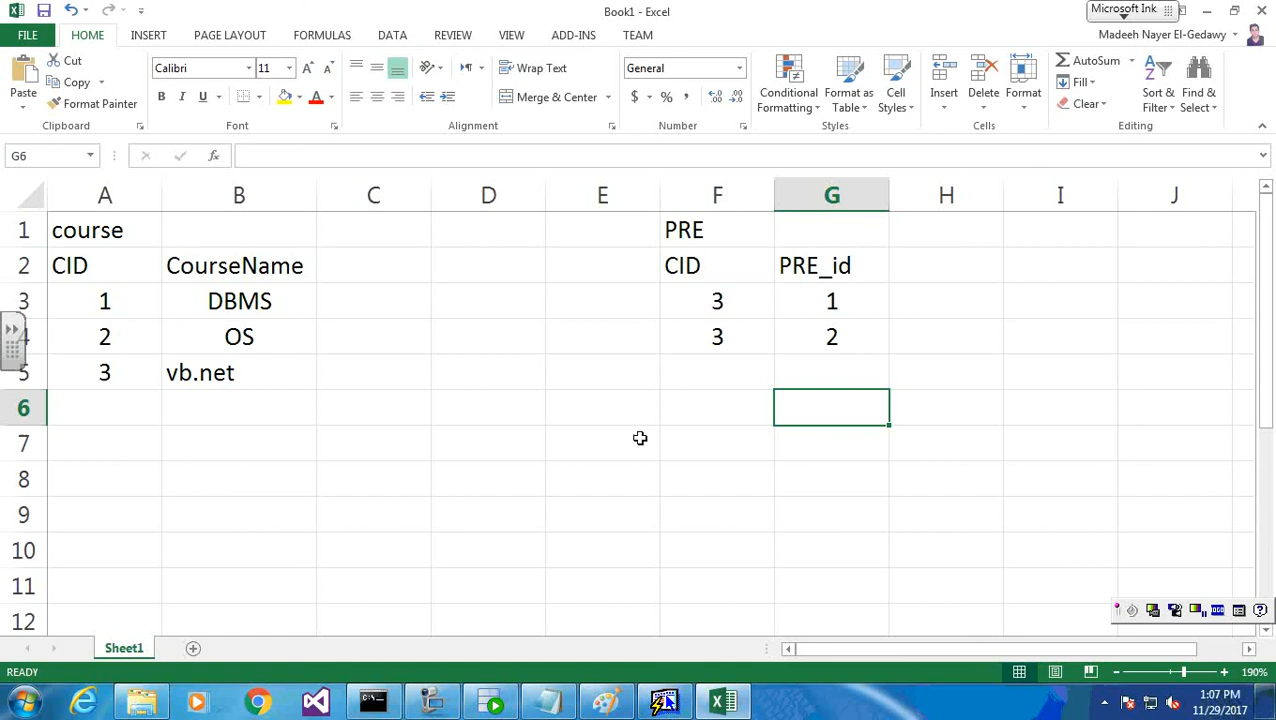 Book1 - Excel
Microsoft Ink
FILE HOME INSERT PAGE LAYOUT FORMULAS DATA REVIEW VIEW ADD-INS TEAM
Madeeh Nayer El-Gedawy
Paste
Cut
Copy
Format Painter
Calibri 11
B I U
A A
Wrap Text
Merge & Center
General
$ % ,
Conditional Formatting
Format as Table
Cell Styles
Insert
Delete
Format
AutoSum
Fill
Clear
Sort & Filter
Find & Select
Clipboard Font Alignment Number Styles Cells Editing
G6 fx
A B C D E F G H I J
1 course PRE
2 CID CourseName CID PRE_id
3 1 DBMS 3 1
4 2 OS 3 2
5 3 vb.net
6
7
8
9
10
11
12
Sheet1
READY 190%
1:07 PM
11/29/2017